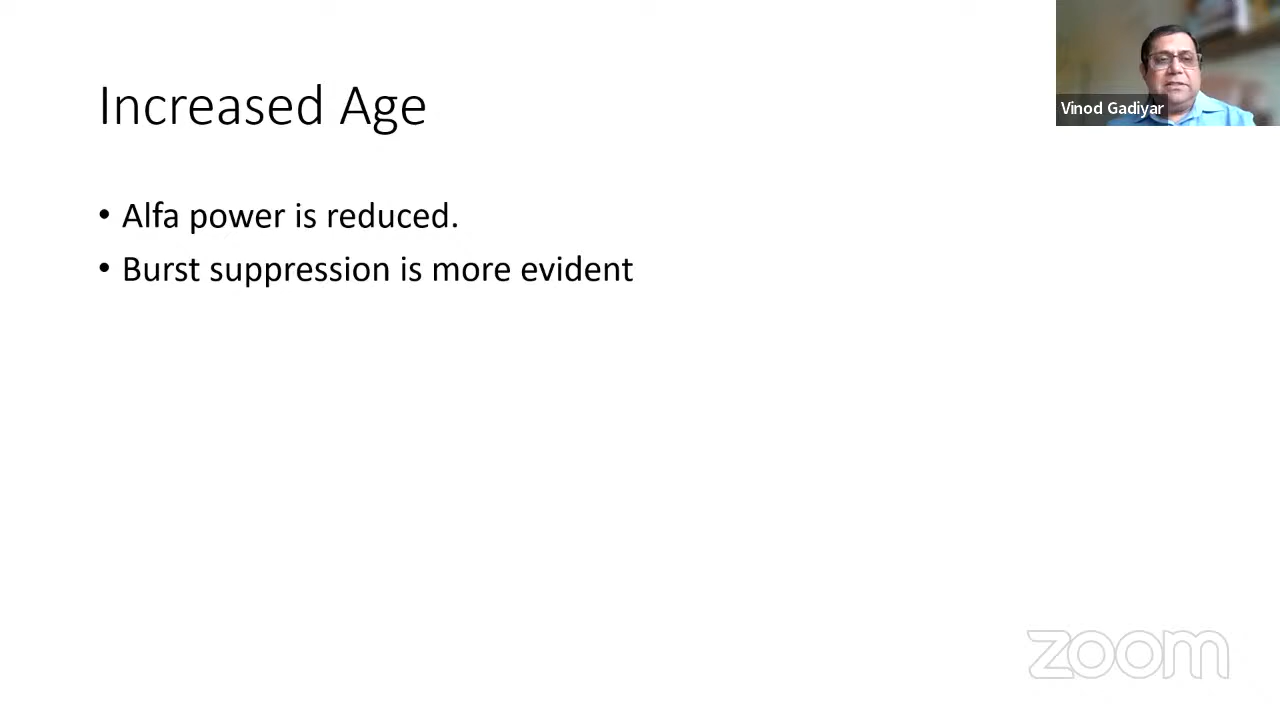 Increased Age
Vinod Gadiyar
• Alfa power is reduced.
• Burst suppression is more evident
zoom